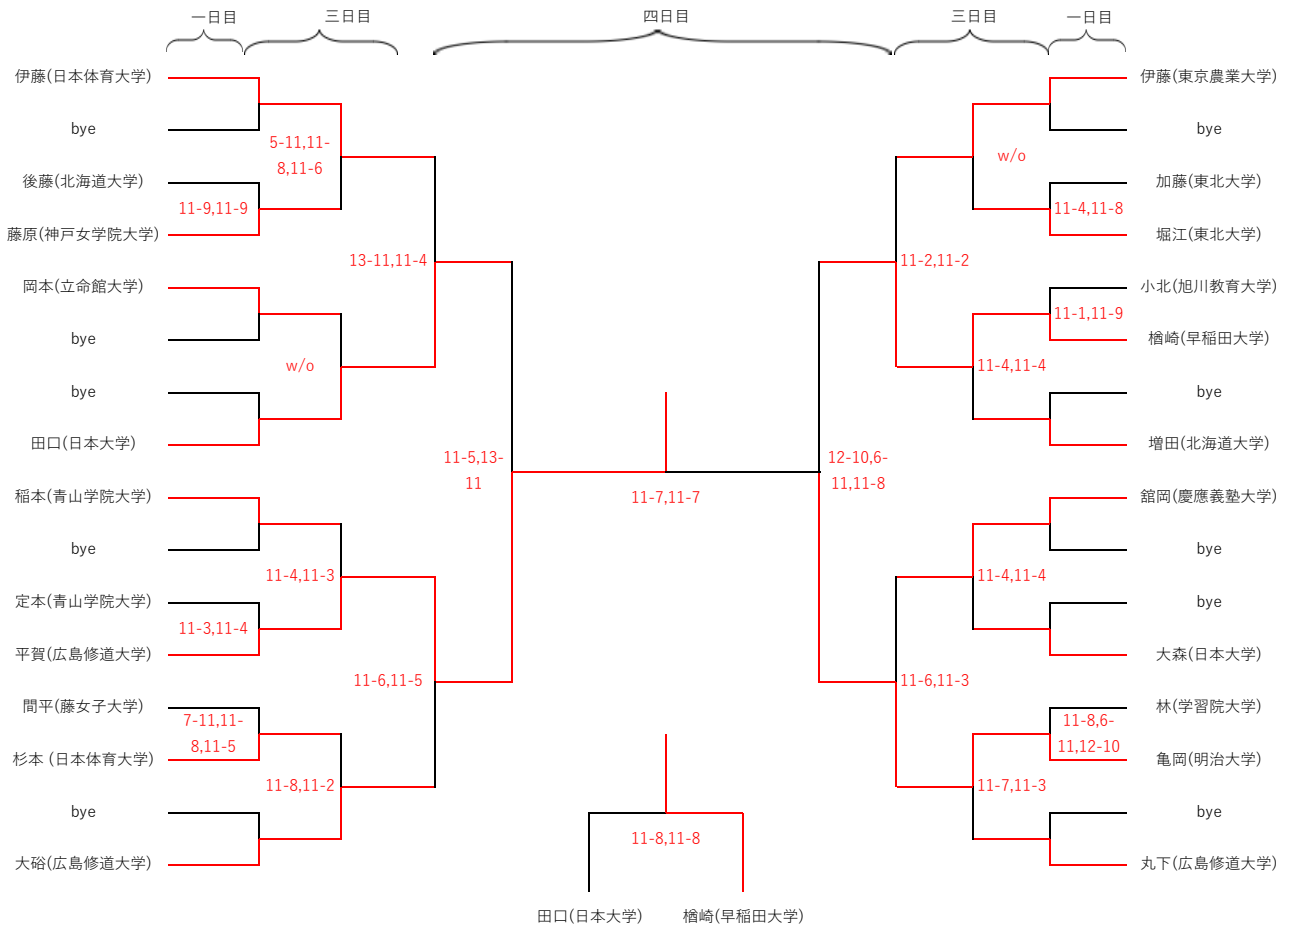 一日目
三日目
四日目
三日目
一日目
伊藤(日本体育大学)
bye
5-11,11-
8,11-6
後藤(北海道大学)
11-9,11-9
藤原(神戸女学院大学)
13-11,11-4
岡本(立命館大学)
bye
w/o
bye
田口(日本大学)
11-5,13-
11
稲本(青山学院大学)
bye
11-4,11-3
定本(青山学院大学)
11-3,11-4
平賀(広島修道大学)
11-6,11-5
間平(藤女子大学)
7-11,11-
8,11-5
杉本 (日本体育大学)
11-8,11-2
bye
大硲(広島修道大学)
11-7,11-7
11-8,11-8
田口(日本大学)
楢崎(早稲田大学)
伊藤(東京農業大学)
bye
w/o
加藤(東北大学)
11-4,11-8
堀江(東北大学)
11-2,11-2
小北(旭川教育大学)
11-1,11-9
楢崎(早稲田大学)
11-4,11-4
bye
増田(北海道大学)
12-10,6-
11,11-8
舘岡(慶應義塾大学)
bye
11-4,11-4
bye
大森(日本大学)
11-6,11-3
林(学習院大学)
11-8,6-
11,12-10
亀岡(明治大学)
11-7,11-3
bye
丸下(広島修道大学)